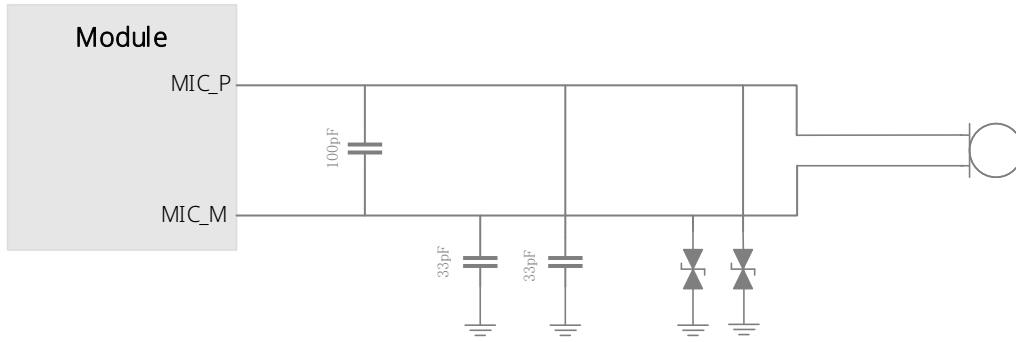 Module
MIC_P
100pF
MIC_M
33pF
33pF